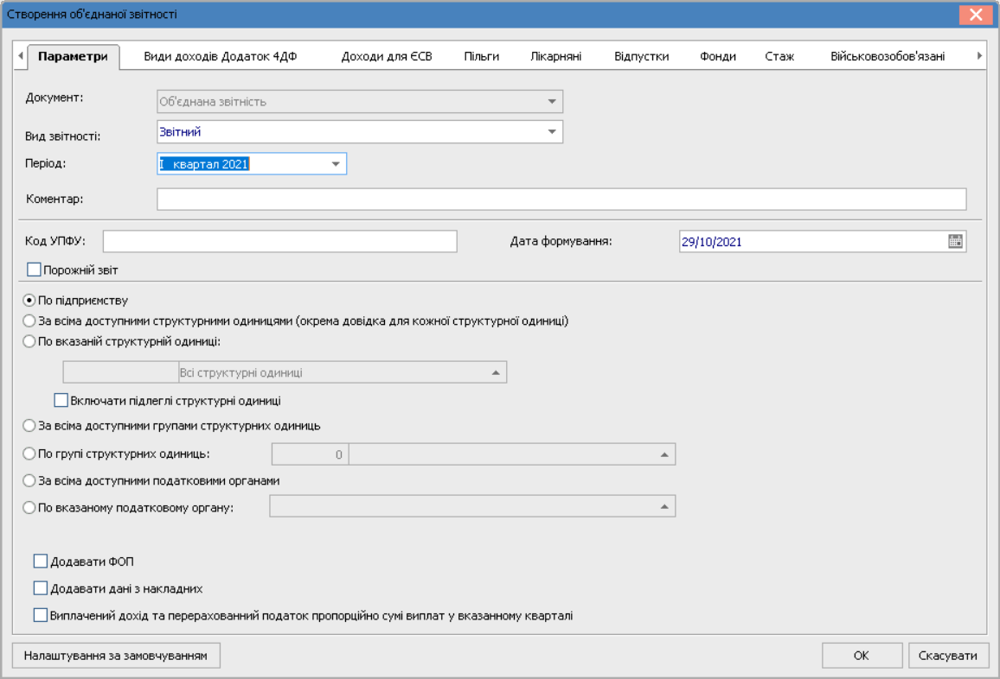 Створення об'єднаної звітності
Параметри Види доходів Додаток 4ДФ Доходи для ЄСВ Пільги Лікарняні Відпустки Фонди Стаж Військовозобов'язані
Документ: Об'єднана звітність
Вид звітності: Звітний
Період: I квартал 2021
Коментар:
Код УПФУ: Дата формування: 29/10/2021
Порожній звіт
По підприємству
За всіма доступними структурними одиницями (окрема довідка для кожної структурної одиниці)
По вказаній структурній одиниці:
Всі структурні одиниці
Включати підлеглі структурні одиниці
За всіма доступними групами структурних одиниць
По групі структурних одиниць: 0
За всіма доступними податковими органами
По вказаному податковому органу:
Додавати ФОП
Додавати дані з накладних
Виплачений дохід та перерахованний податок пропорційно сумі виплат у вказанному кварталі
Налаштування за замовчуванням ОК Скасувати